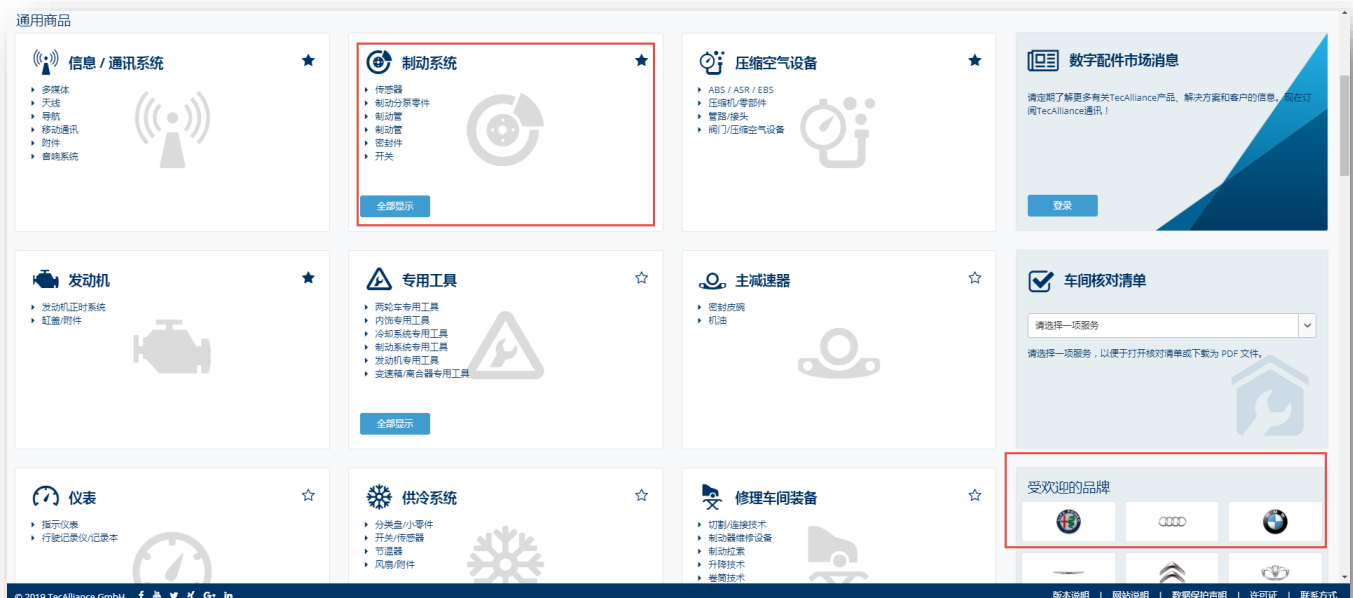 通用商品
信息 / 通讯系统
多媒体
天线
导航
移动通讯
附件
音响系统
制动系统
传感器
制动分泵零件
制动管
制动管
密封件
开关
全部显示
压缩空气设备
ABS / ASR / EBS
压缩机/零部件
管路/接头
阀门/压缩空气设备
数字配件市场消息
请定期了解更多有关TecAlliance产品、解决方案和客户的信息。现在订
阅TecAlliance通讯！
登录
发动机
发动机正时系统
缸盖/附件
专用工具
两轮车专用工具
内饰专用工具
冷却系统专用工具
制动系统专用工具
发动机专用工具
变速箱/离合器专用工具
全部显示
主减速器
密封皮碗
机油
车间核对清单
请选择一项服务
请选择一项服务，以便于打开核对清单或下载为 PDF 文件。
仪表
指示仪表
行驶记录仪/记录本
供冷系统
分类盘/小零件
开关/传感器
节温器
风扇/附件
修理车间装备
切割/连接技术
制动器维修设备
制动拉索
升降技术
卷筒技术
受欢迎的品牌
© 2019 TecAlliance GmbH
版本说明 | 网站说明 | 数据保护声明 | 许可证 | 联系方式